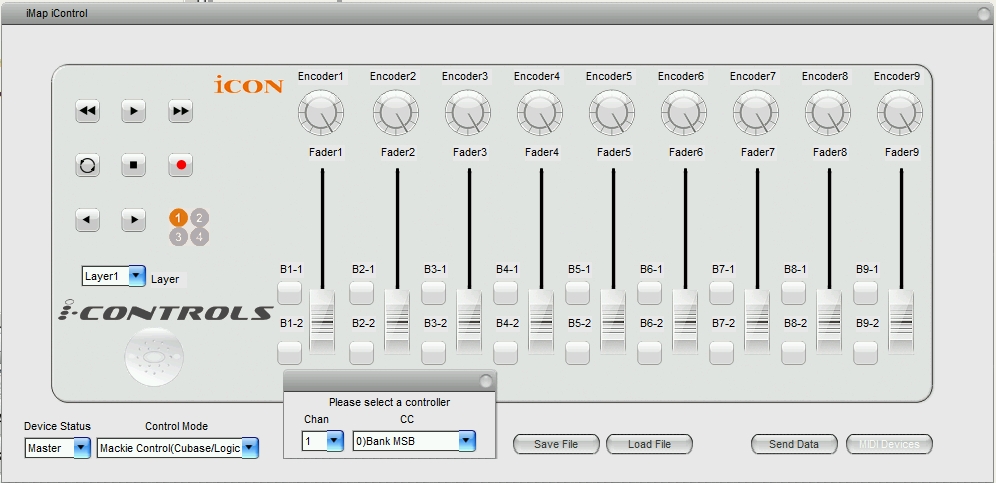 iMap iControl
iCON
Encoder1 Encoder2 Encoder3 Encoder4 Encoder5 Encoder6 Encoder7 Encoder8 Encoder9
Fader1 Fader2 Fader3 Fader4 Fader5 Fader6 Fader7 Fader8 Fader9
1 2
3 4
Layer1 Layer
B1-1 B2-1 B3-1 B4-1 B5-1 B6-1 B7-1 B8-1 B9-1
i-CONTROLS
B1-2 B2-2 B3-2 B4-2 B5-2 B6-2 B7-2 B8-2 B9-2
Please select a controller
Chan CC
1 0)Bank MSB
Device Status Control Mode
Master Mackie Control(Cubase/Logic
Save File Load File Send Data MIDI Devices